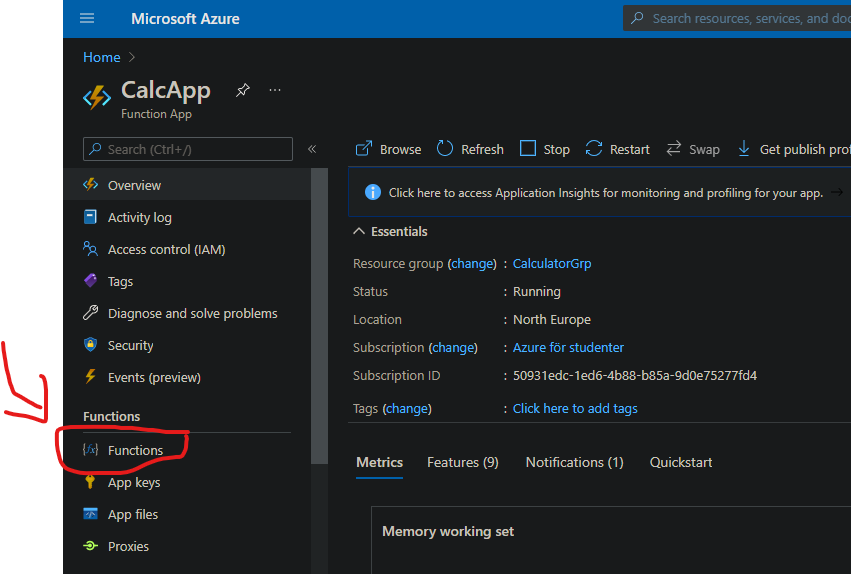 Microsoft Azure
Search resources, services, and doc
Home
CalcApp
Function App
Search (Ctrl+/)
Browse Refresh Stop Restart Swap Get publish prof
Overview
Activity log
Access control (IAM)
Tags
Diagnose and solve problems
Security
Events (preview)
Functions
Functions
App keys
App files
Proxies
Click here to access Application Insights for monitoring and profiling for your app.
Essentials
Resource group (change) : CalculatorGrp
Status : Running
Location : North Europe
Subscription (change) : Azure för studenter
Subscription ID : 50931edc-1ed6-4b88-b85a-9d0e75277fd4
Tags (change) : Click here to add tags
Metrics Features (9) Notifications (1) Quickstart
Memory working set